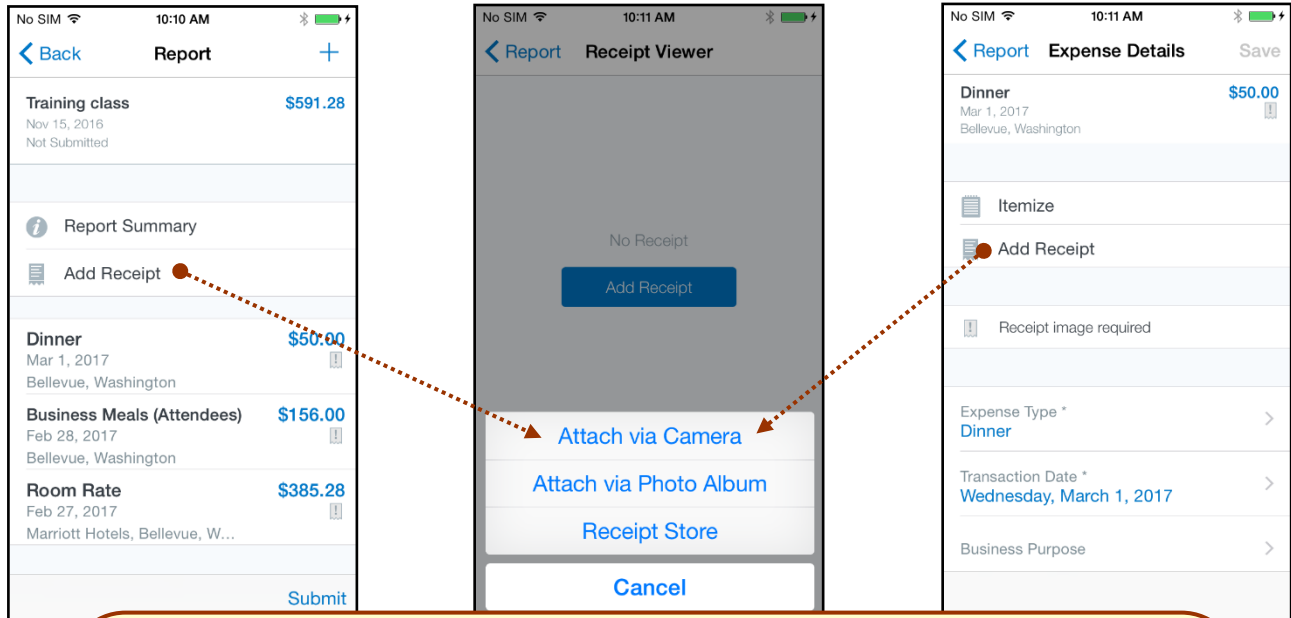 No SIM 10:10 AM
Back Report +
Training class $591.28
Nov 15, 2016
Not Submitted
Report Summary
Add Receipt
Dinner $50.00
Mar 1, 2017
Bellevue, Washington
Business Meals (Attendees) $156.00
Feb 28, 2017
Bellevue, Washington
Room Rate $385.28
Feb 27, 2017
Marriott Hotels, Bellevue, W...
Submit
No SIM 10:11 AM
Report Receipt Viewer
No Receipt
Add Receipt
Attach via Camera
Attach via Photo Album
Receipt Store
Cancel
No SIM 10:11 AM
Report Expense Details Save
Dinner $50.00
Mar 1, 2017
Bellevue, Washington
Itemize
Add Receipt
Receipt image required
Expense Type *
Dinner
Transaction Date *
Wednesday, March 1, 2017
Business Purpose